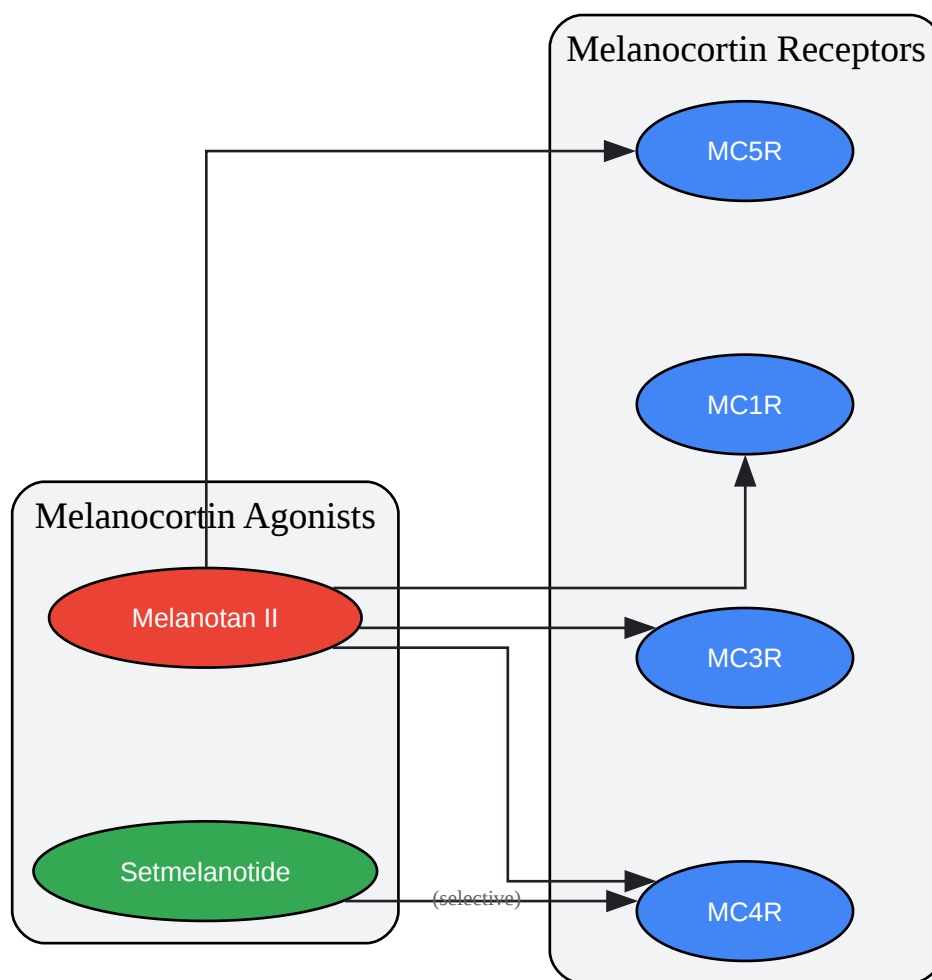 Melanocortin Receptors
MC5R
MC1R
Melanocortin Agonists
Melanotan II
MC3R
Setmelanotide
(selective)
MC4R